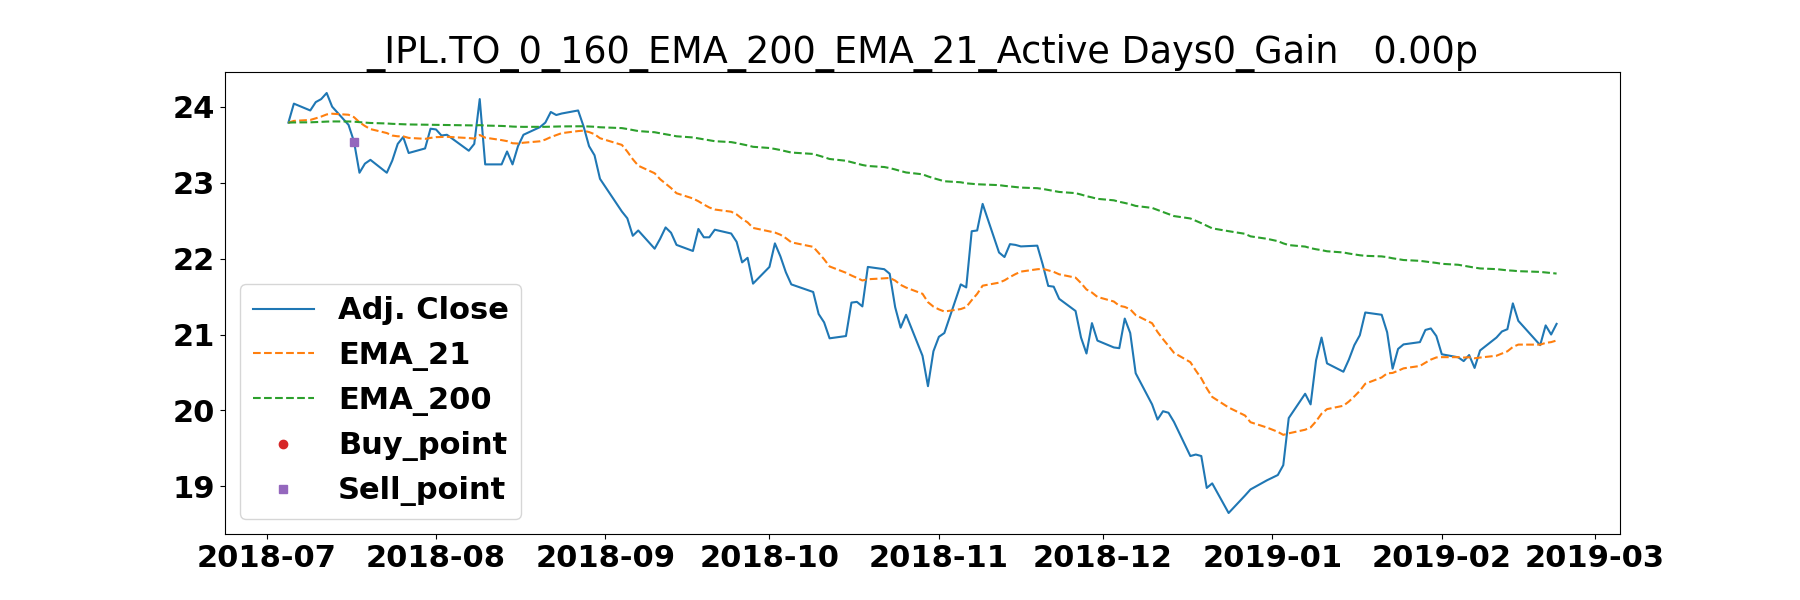 _IPL.TO_0_160_EMA_200_EMA_21_Active Days0_Gain   0.00p
24
23
22
21
20
19
Adj. Close
EMA_21
EMA_200
Buy_point
Sell_point
2018-07 2018-08 2018-09 2018-10 2018-11 2018-12 2019-01 2019-02 2019-03